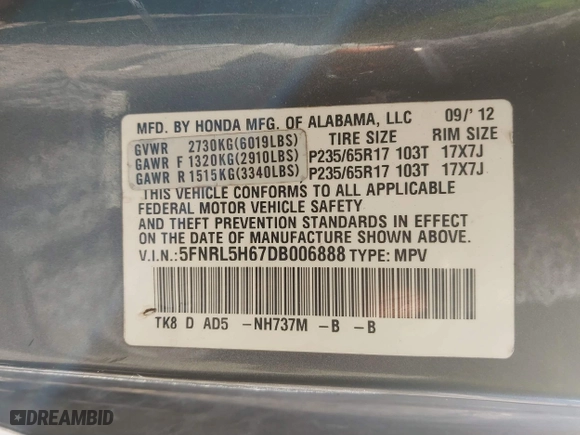 MFD. BY HONDA MFG. OF ALABAMA, LLC 09/'12
GVWR 2730KG(6019LBS) TIRE SIZE RIM SIZE
GAWR F 1320KG(2910LBS) P235/65R17 103T 17X7J
GAWR R 1515KG(3340LBS) P235/65R17 103T 17X7J
THIS VEHICLE CONFORMS TO ALL APPLICABLE
FEDERAL MOTOR VEHICLE SAFETY
AND THEFT PREVENTION STANDARDS IN EFFECT
ON THE DATE OF MANUFACTURE SHOWN ABOVE.
V.I.N.: 5FNRL5H67DB006888 TYPE: MPV
TK8 D AD5 -NH737M -B -B
DREAMBID